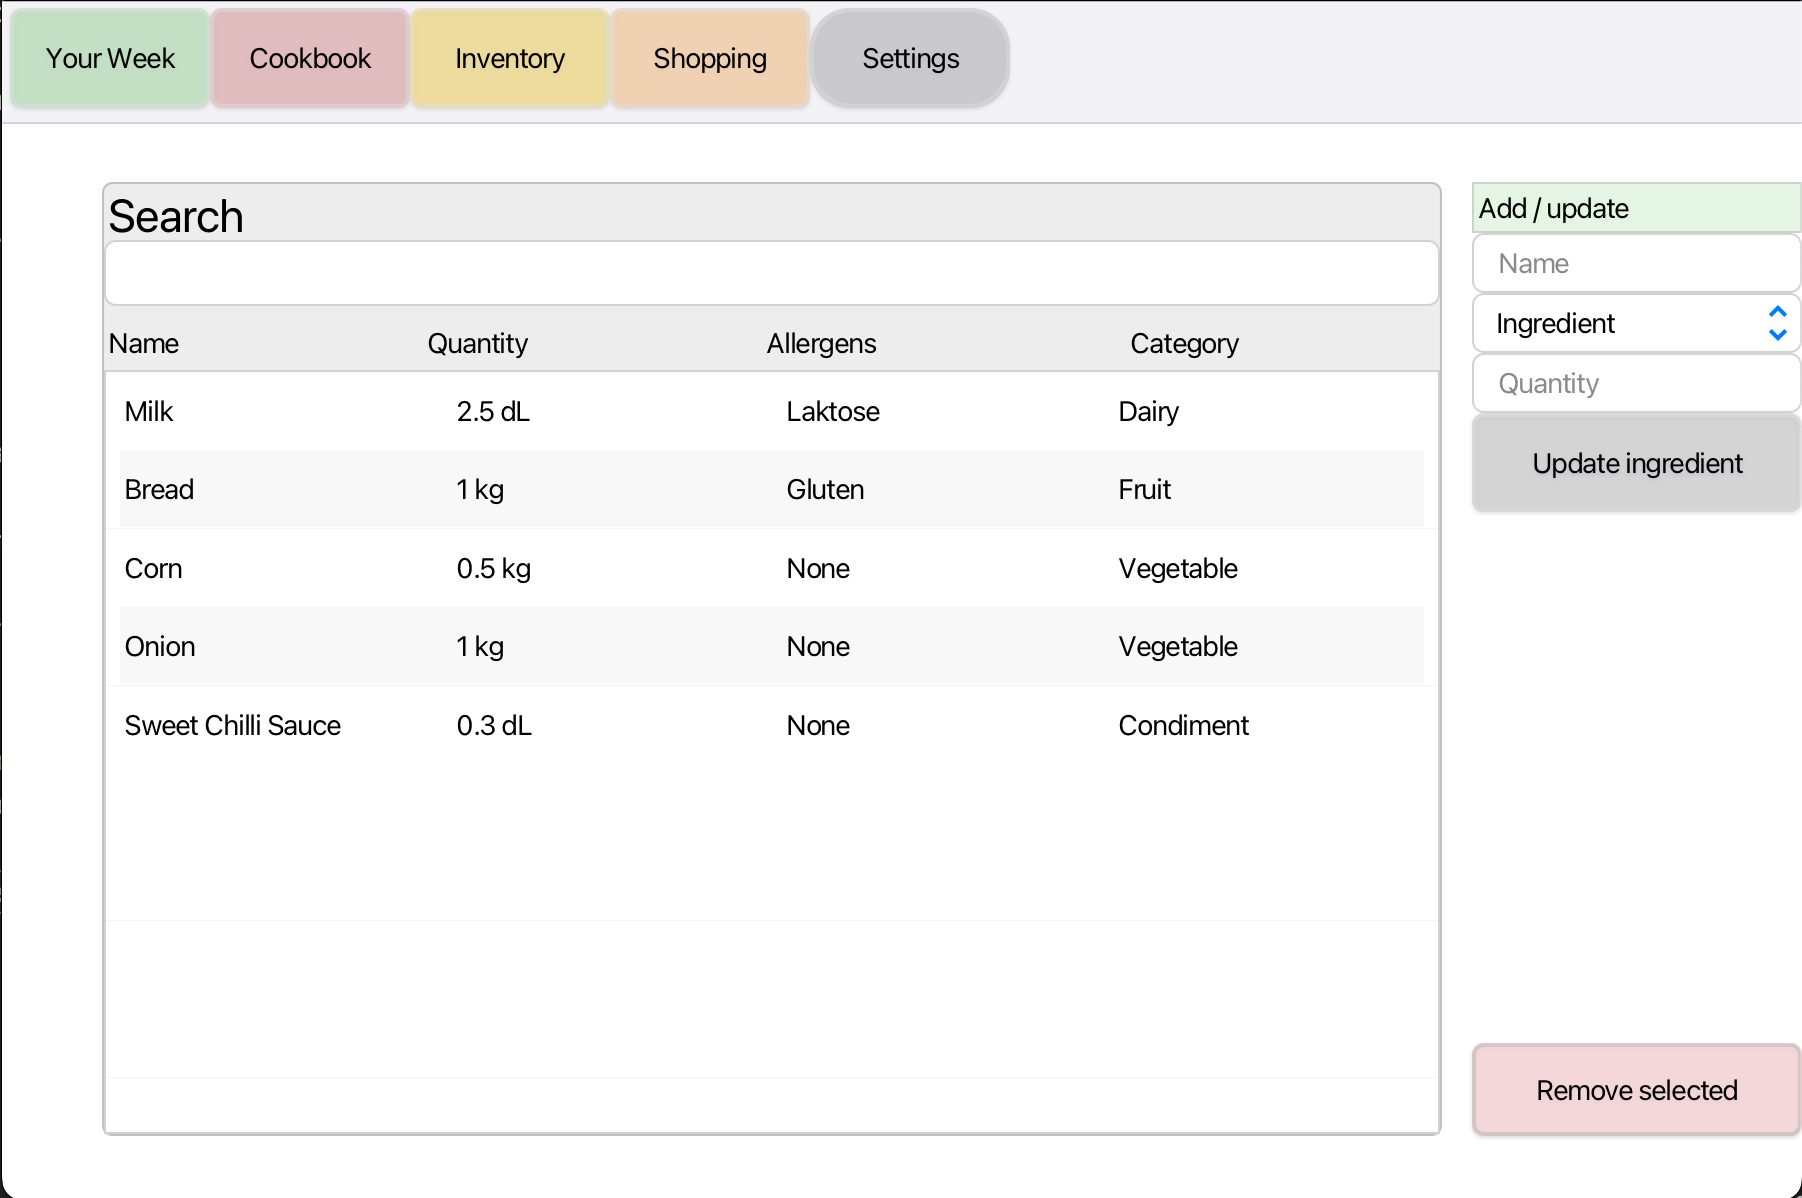 Your Week Cookbook Inventory Shopping Settings
Search
Name Quantity Allergens Category
Milk 2.5 dL Laktose Dairy
Bread 1 kg Gluten Fruit
Corn 0.5 kg None Vegetable
Onion 1 kg None Vegetable
Sweet Chilli Sauce 0.3 dL None Condiment
Add / update
Name
Ingredient
Quantity
Update ingredient
Remove selected